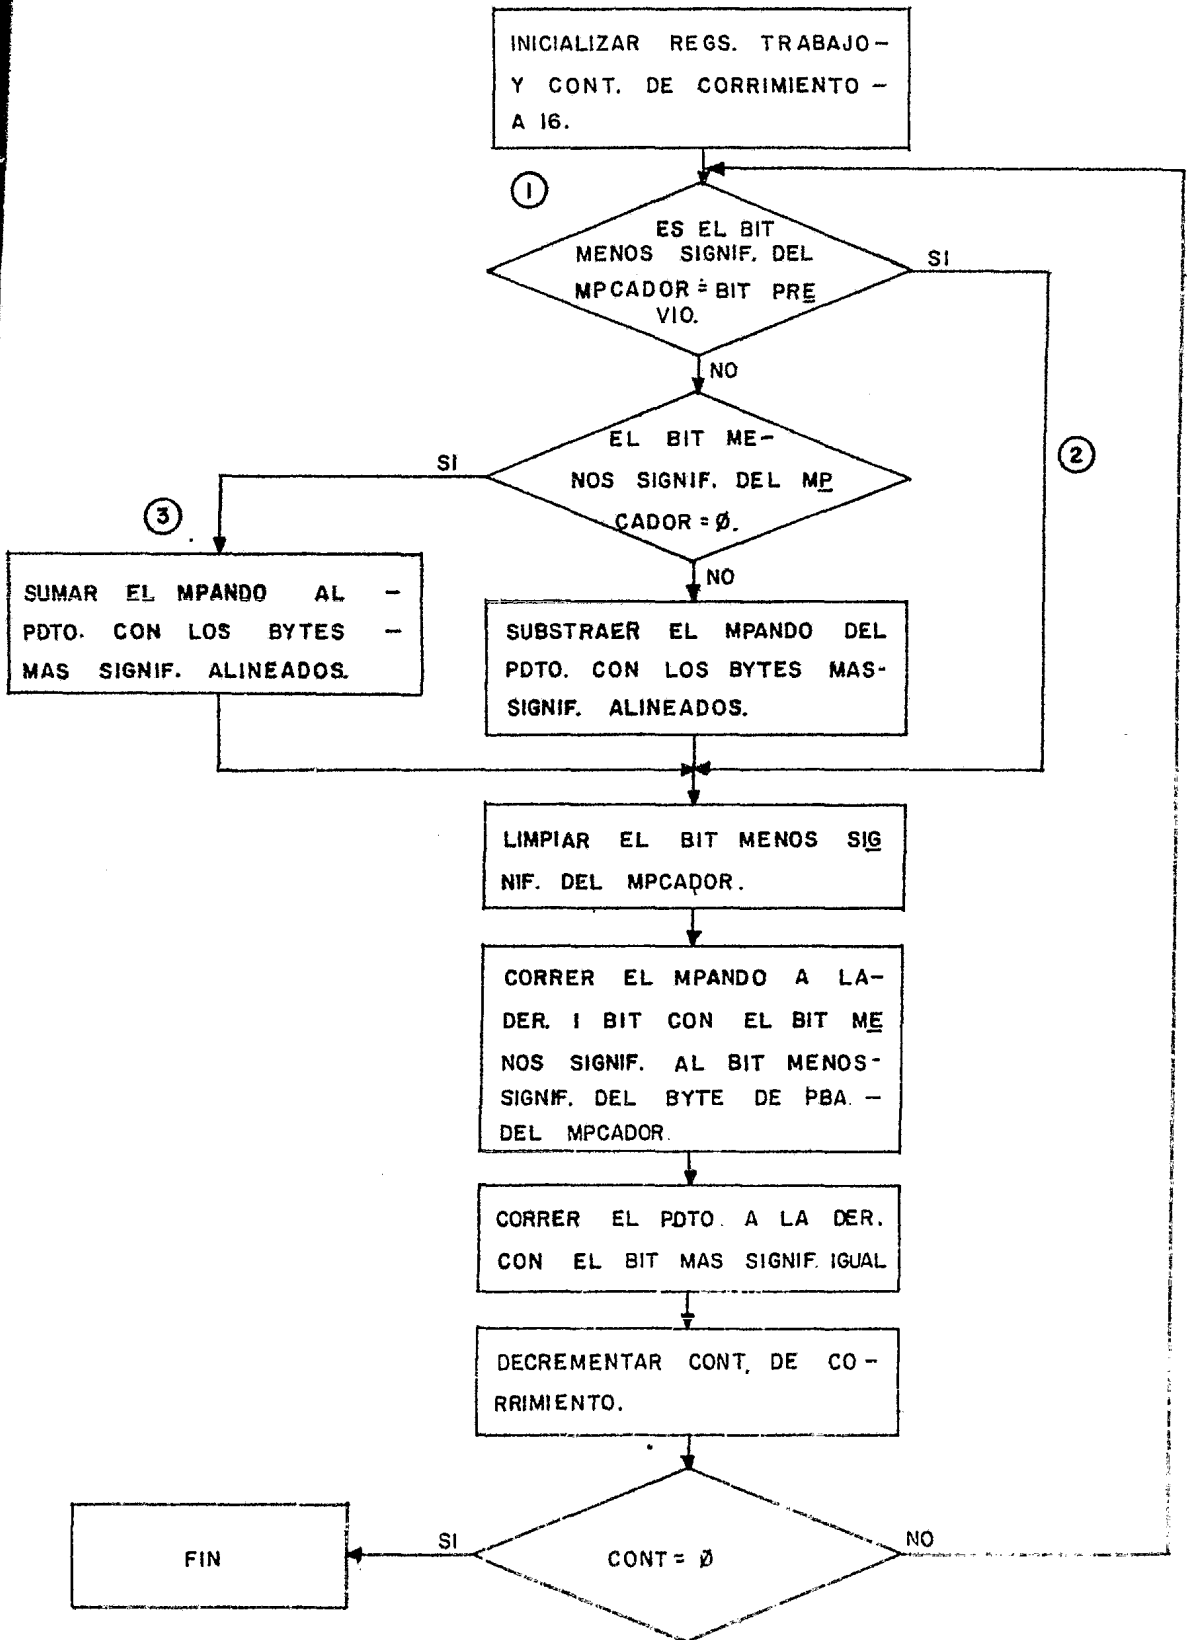 INICIALIZAR REGS. TRABAJO-
Y CONT. DE CORRIMIENTO -
A 16.
1
ES EL BIT
MENOS SIGNIF. DEL
MPCADOR = BIT PRE
VIO.
SI
NO
EL BIT ME-
NOS SIGNIF. DEL MP
CADOR = Ø.
SI
2
3
NO
SUMAR EL MPANDO AL -
PDTO. CON LOS BYTES -
MAS SIGNIF. ALINEADOS.
SUBSTRAER EL MPANDO DEL
PDTO. CON LOS BYTES MAS-
SIGNIF. ALINEADOS.
LIMPIAR EL BIT MENOS SIG
NIF. DEL MPCADOR.
CORRER EL MPANDO A LA-
DER. 1 BIT CON EL BIT ME
NOS SIGNIF. AL BIT MENOS-
SIGNIF. DEL BYTE DE PBA. -
DEL MPCADOR.
CORRER EL PDTO. A LA DER.
CON EL BIT MAS SIGNIF. IGUAL
DECREMENTAR CONT. DE CO-
RRIMIENTO.
CONT = Ø
SI
NO
FIN